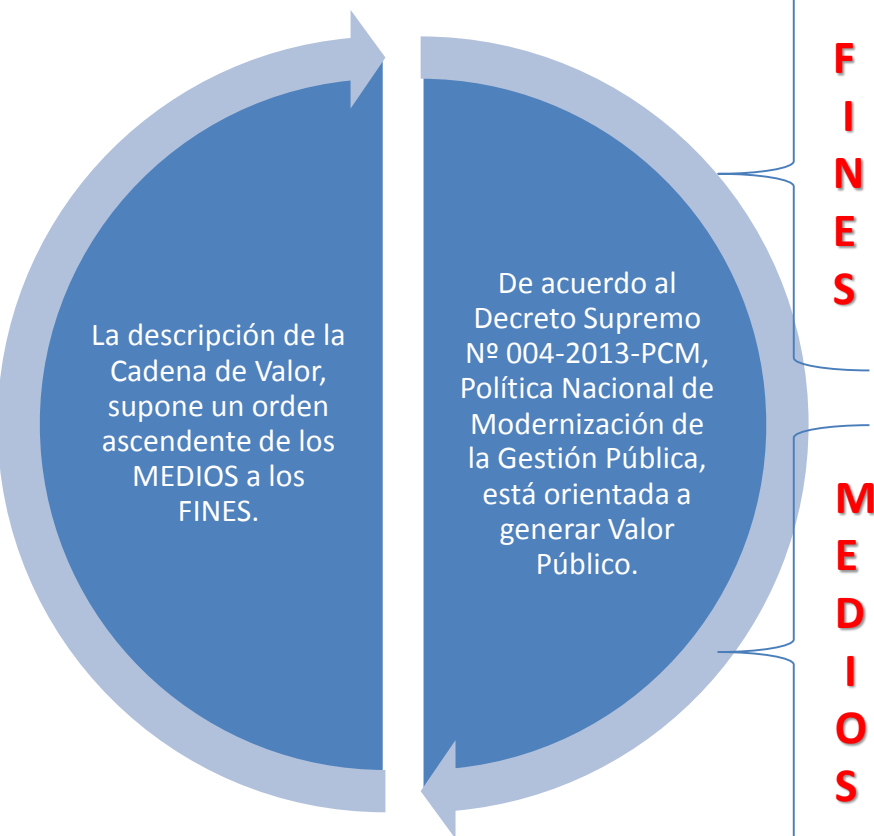 La descripción de la
Cadena de Valor,
supone un orden
ascendente de los
MEDIOS a los
FINES.
De acuerdo al
Decreto Supremo
Nº 004-2013-PCM,
Política Nacional de
Modernización de
la Gestión Pública,
está orientada a
generar Valor
Público.
F
I
N
E
S
M
E
D
I
O
S